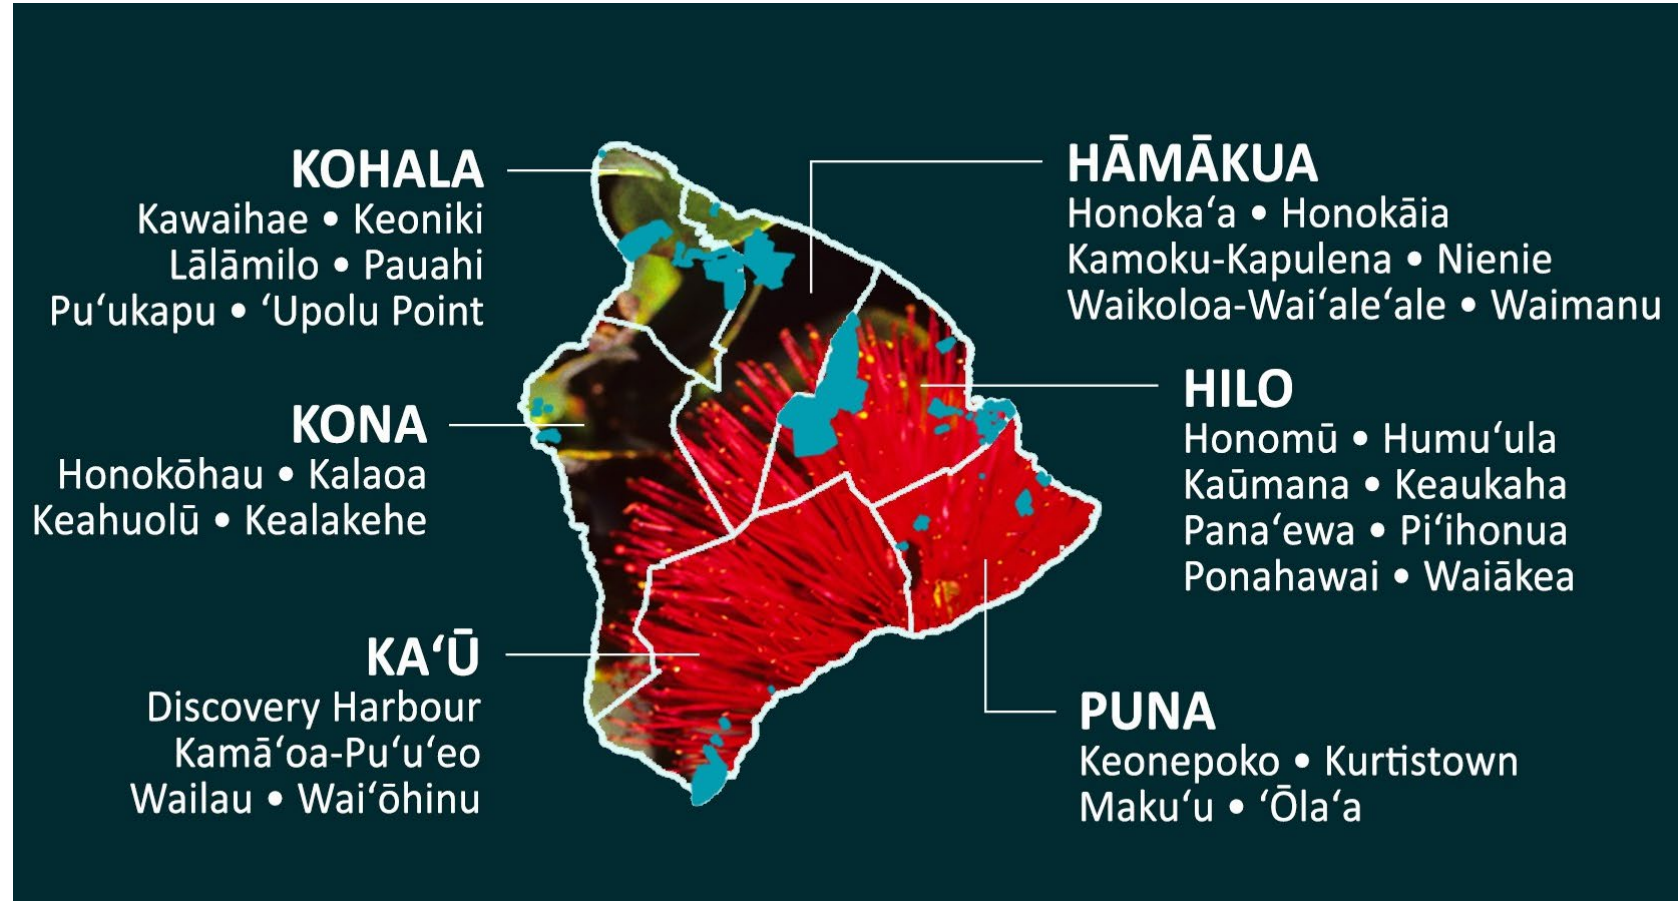 KOHALA
Kawaihae • Keoniki
Lālāmilo • Pauahi
Puʻukapu • ʻUpolu Point
KONA
Honokōhau • Kalaoa
Keahuolū • Kealakehe
KAʻŪ
Discovery Harbour
Kamāʻoa-Puʻuʻeo
Wailau • Waiʻōhinu
HĀMĀKUA
Honokaʻa • Honokāia
Kamoku-Kapulena • Nienie
Waikoloa-Waiʻaleʻale • Waimanu
HILO
Honomū • Humuʻula
Kaūmana • Keaukaha
Panaʻewa • Piʻihonua
Ponahawai • Waiākea
PUNA
Keonepoko • Kurtistown
Makuʻu • ʻŌlaʻa